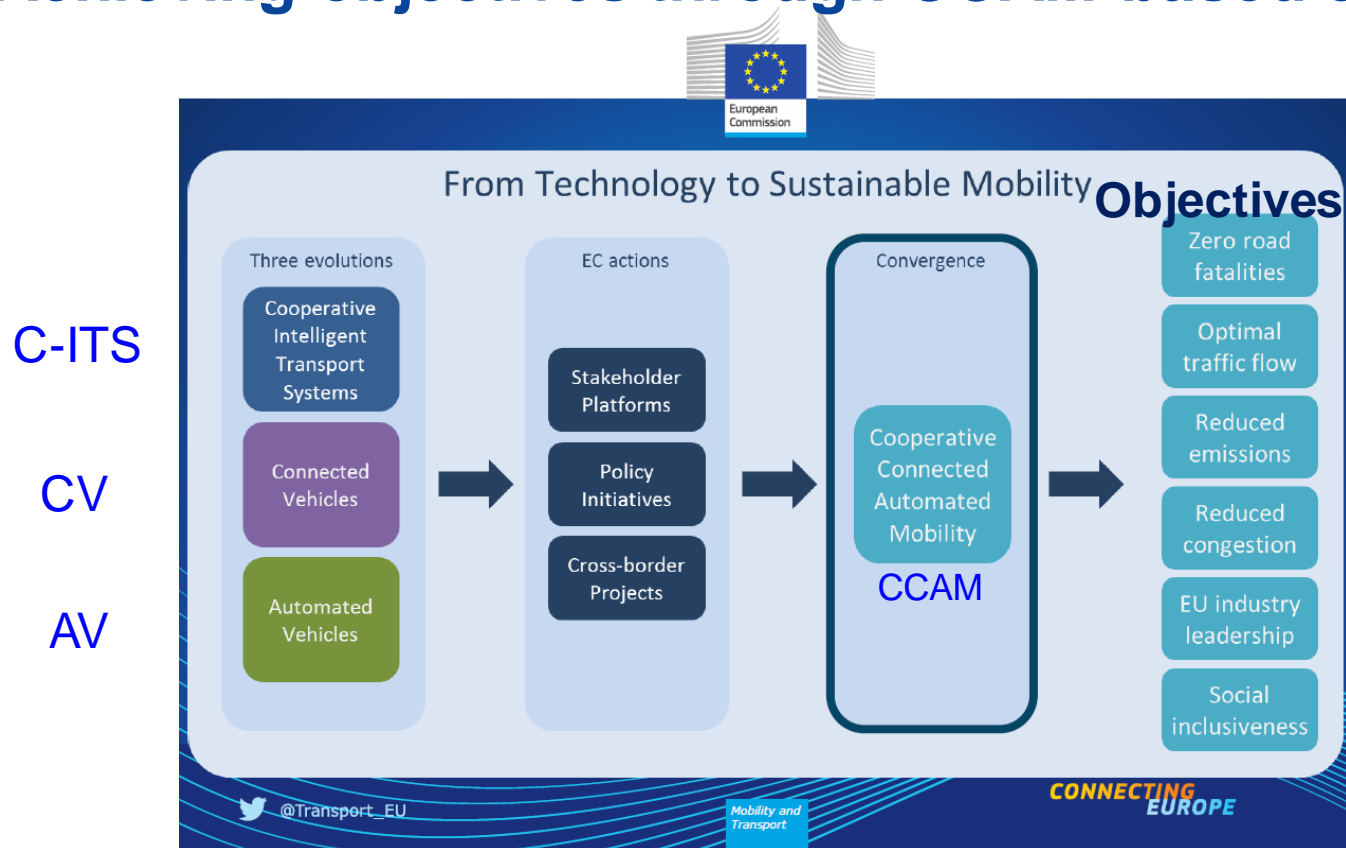 European
Commission
From Technology to Sustainable Mobility
Objectives
Three evolutions
Cooperative
Intelligent
Transport
Systems
Connected
Vehicles
Automated
Vehicles
C-ITS
CV
AV
EC actions
Stakeholder
Platforms
Policy
Initiatives
Cross-border
Projects
Convergence
Cooperative
Connected
Automated
Mobility
CCAM
Zero road
fatalities
Optimal
traffic flow
Reduced
emissions
Reduced
congestion
EU industry
leadership
Social
inclusiveness
@Transport_EU
Mobility and
Transport
CONNECTING
EUROPE